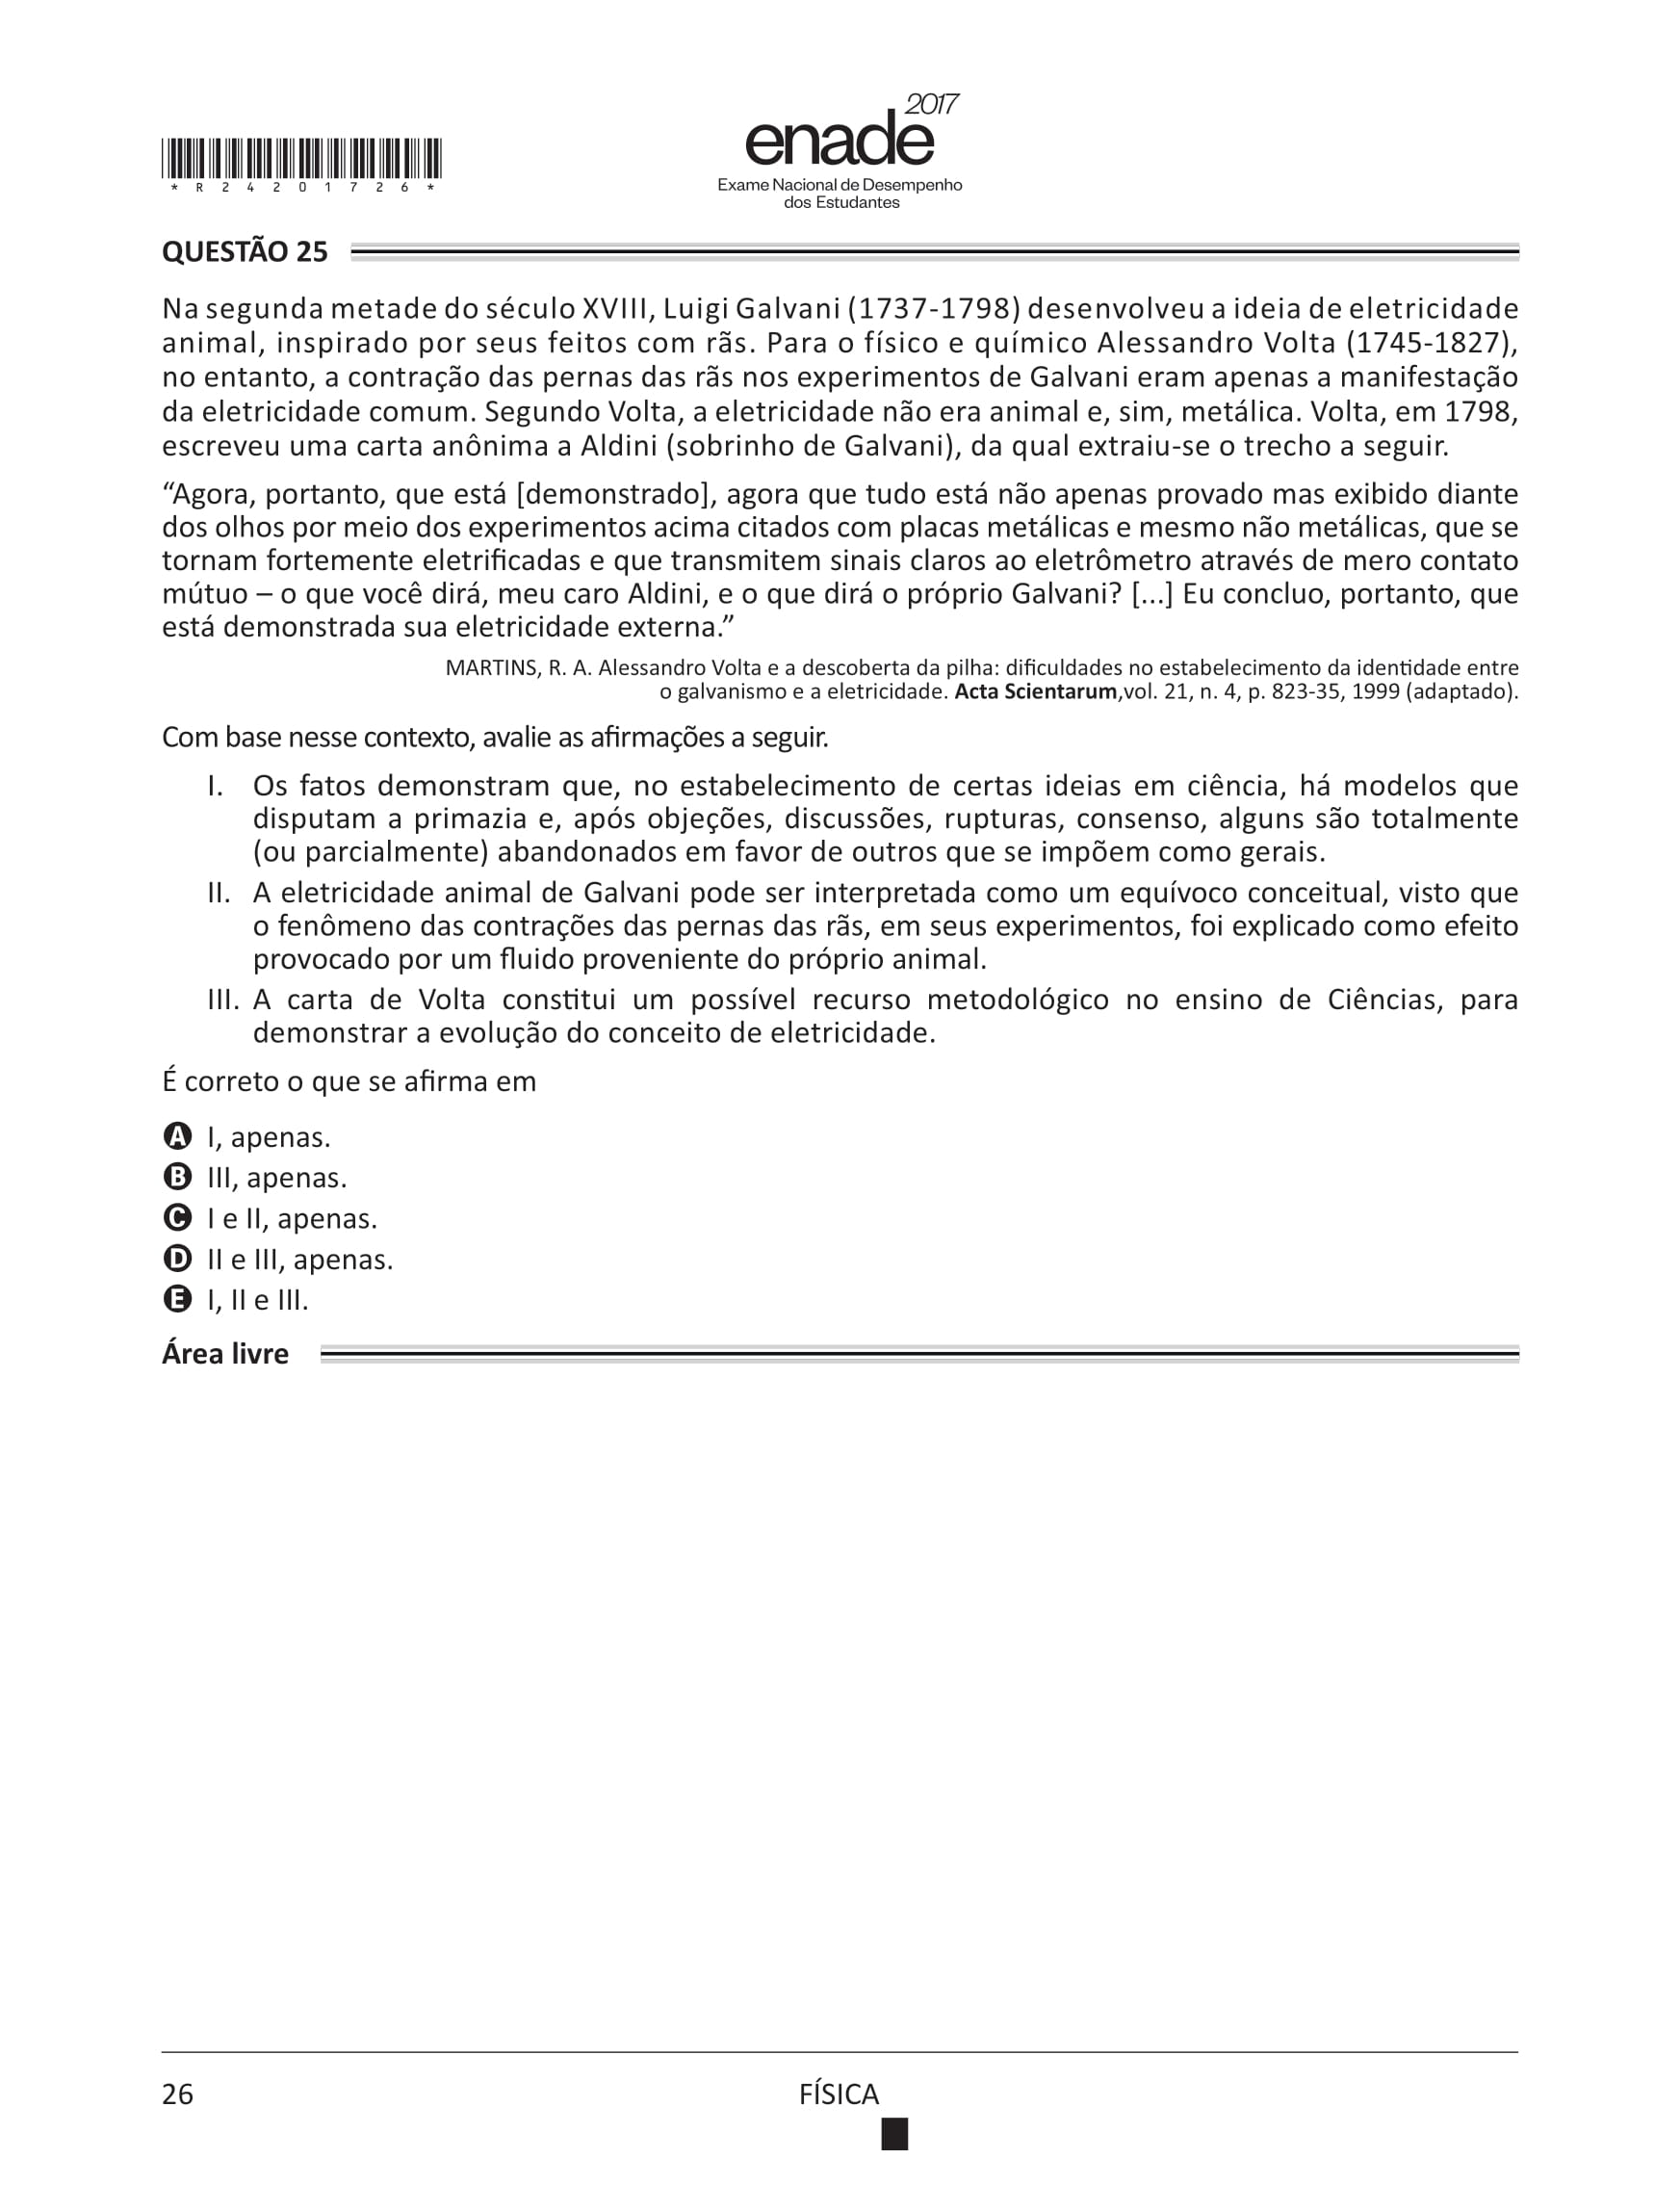 2017
enade
Exame Nacional de Desempenho
dos Estudantes
* R 2 4 2 0 1 7 2 6 *
QUESTÃO 25
Na segunda metade do século XVIII, Luigi Galvani (1737-1798) desenvolveu a ideia de eletricidade
animal, inspirado por seus feitos com rãs. Para o físico e químico Alessandro Volta (1745-1827),
no entanto, a contração das pernas das rãs nos experimentos de Galvani eram apenas a manifestação
da eletricidade comum. Segundo Volta, a eletricidade não era animal e, sim, metálica. Volta, em 1798,
escreveu uma carta anônima a Aldini (sobrinho de Galvani), da qual extraiu-se o trecho a seguir.
“Agora, portanto, que está [demonstrado], agora que tudo está não apenas provado mas exibido diante
dos olhos por meio dos experimentos acima citados com placas metálicas e mesmo não metálicas, que se
tornam fortemente eletrificadas e que transmitem sinais claros ao eletrômetro através de mero contato
mútuo – o que você dirá, meu caro Aldini, e o que dirá o próprio Galvani? [...] Eu concluo, portanto, que
está demonstrada sua eletricidade externa.”
MARTINS, R. A. Alessandro Volta e a descoberta da pilha: dificuldades no estabelecimento da identidade entre
o galvanismo e a eletricidade. Acta Scientarum,vol. 21, n. 4, p. 823-35, 1999 (adaptado).
Com base nesse contexto, avalie as afirmações a seguir.
I. Os fatos demonstram que, no estabelecimento de certas ideias em ciência, há modelos que
disputam a primazia e, após objeções, discussões, rupturas, consenso, alguns são totalmente
(ou parcialmente) abandonados em favor de outros que se impõem como gerais.
II. A eletricidade animal de Galvani pode ser interpretada como um equívoco conceitual, visto que
o fenômeno das contrações das pernas das rãs, em seus experimentos, foi explicado como efeito
provocado por um fluido proveniente do próprio animal.
III. A carta de Volta constitui um possível recurso metodológico no ensino de Ciências, para
demonstrar a evolução do conceito de eletricidade.
É correto o que se afirma em
A I, apenas.
B III, apenas.
C I e II, apenas.
D II e III, apenas.
E I, II e III.
Área livre
26
FÍSICA